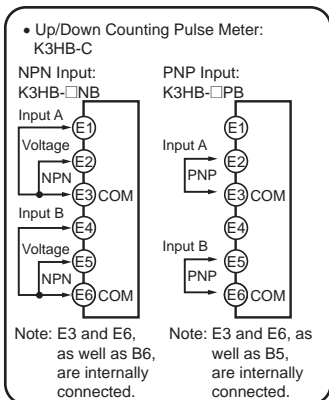 • Up/Down Counting Pulse Meter:
K3HB-C
NPN Input:
K3HB-□NB
Input A
E1
Voltage
E2
NPN
E3 COM
Input B
E4
Voltage
E5
NPN
E6 COM
Note: E3 and E6,
as well as B6,
are internally
connected.
PNP Input:
K3HB-□PB
E1
Input A
E2
PNP
E3 COM
E4
Input B
E5
PNP
E6 COM
Note: E3 and E6, as
well as B5,
are internally
connected.